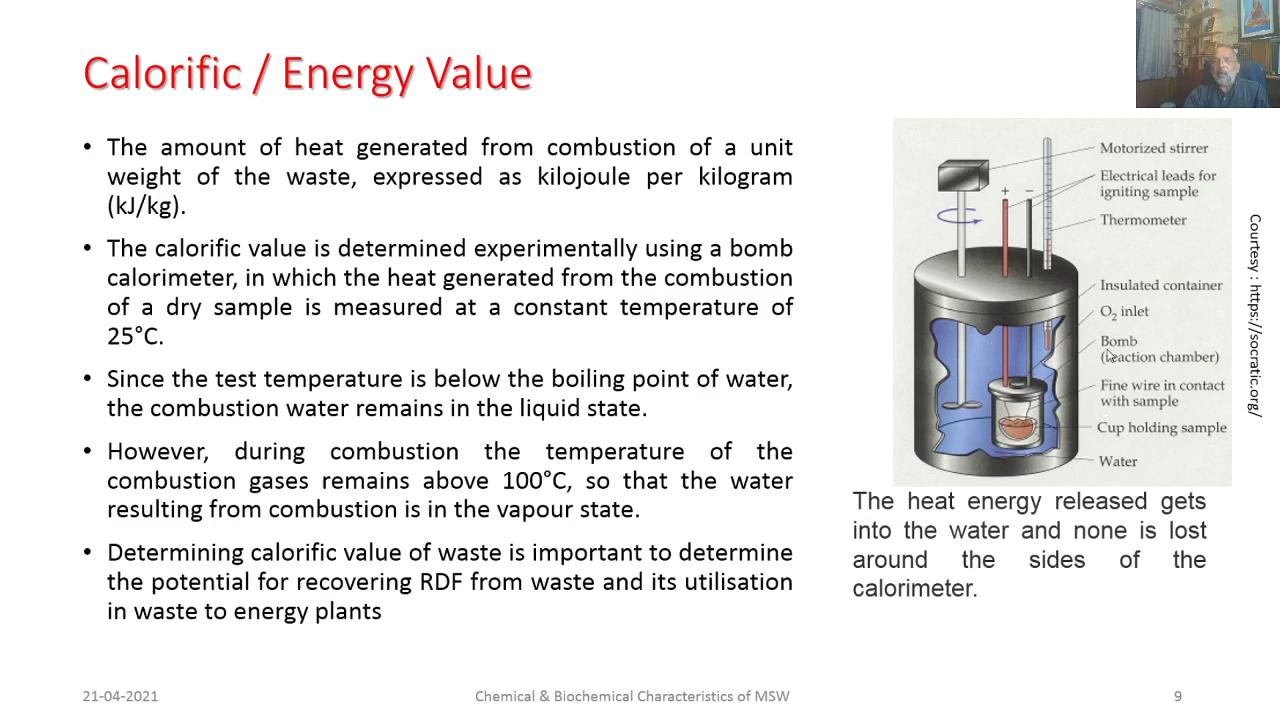 Calorific / Energy Value
• The amount of heat generated from combustion of a unit
weight of the waste, expressed as kilojoule per kilogram
(kJ/kg).
• The calorific value is determined experimentally using a bomb
calorimeter, in which the heat generated from the combustion
of a dry sample is measured at a constant temperature of
25°C.
• Since the test temperature is below the boiling point of water,
the combustion water remains in the liquid state.
• However, during combustion the temperature of the
combustion gases remains above 100°C, so that the water
resulting from combustion is in the vapour state.
• Determining calorific value of waste is important to determine
the potential for recovering RDF from waste and its utilisation
in waste to energy plants
Motorized stirrer
Electrical leads for
igniting sample
+ −
Thermometer
Insulated container
O2 inlet
Bomb
(reaction chamber)
Fine wire in contact
with sample
Cup holding sample
Water
Courtesy : https://socratic.org/
The heat energy released gets
into the water and none is lost
around the sides of the
calorimeter.
21-04-2021
Chemical & Biochemical Characteristics of MSW
9